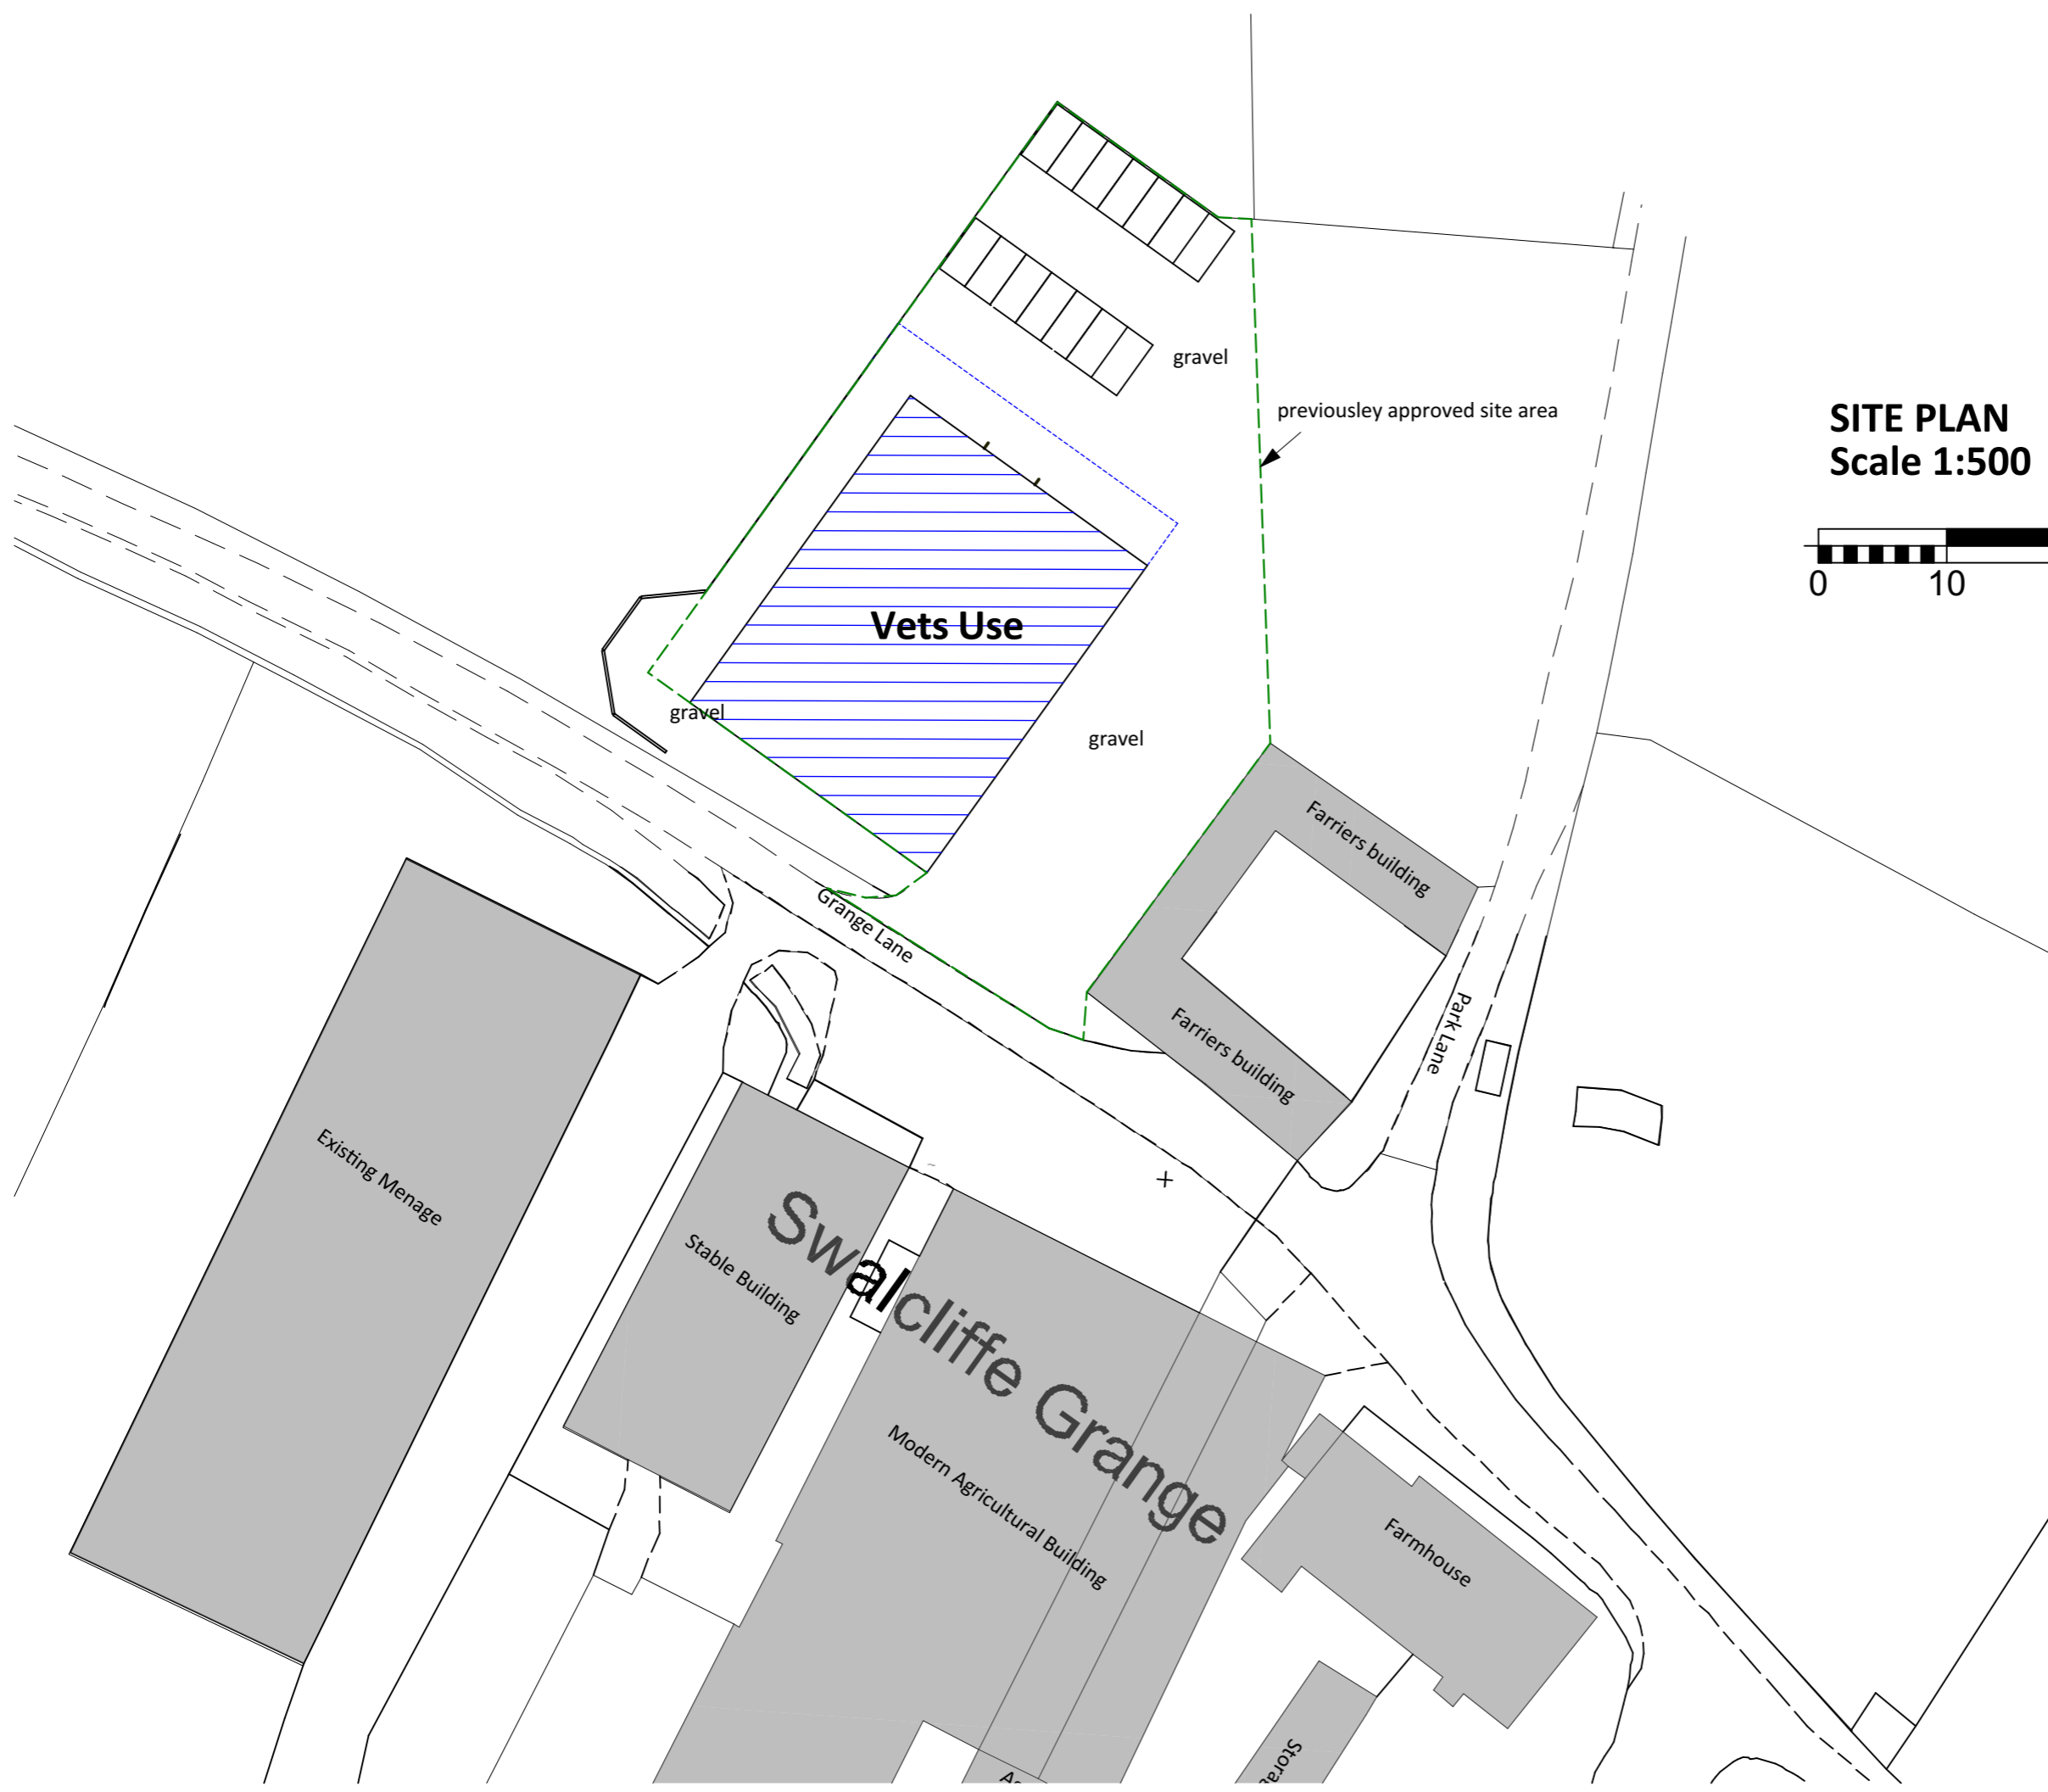 gravel
previousley approved site area
SITE PLAN
Scale 1:500
0 10
Vets Use
gravel
gravel
Farriers building
Grange Lane
Farriers building
Park Lane
Existing Menage
Stable Building
Swalcliffe Grange
Modern Agricultural Building
Farmhouse